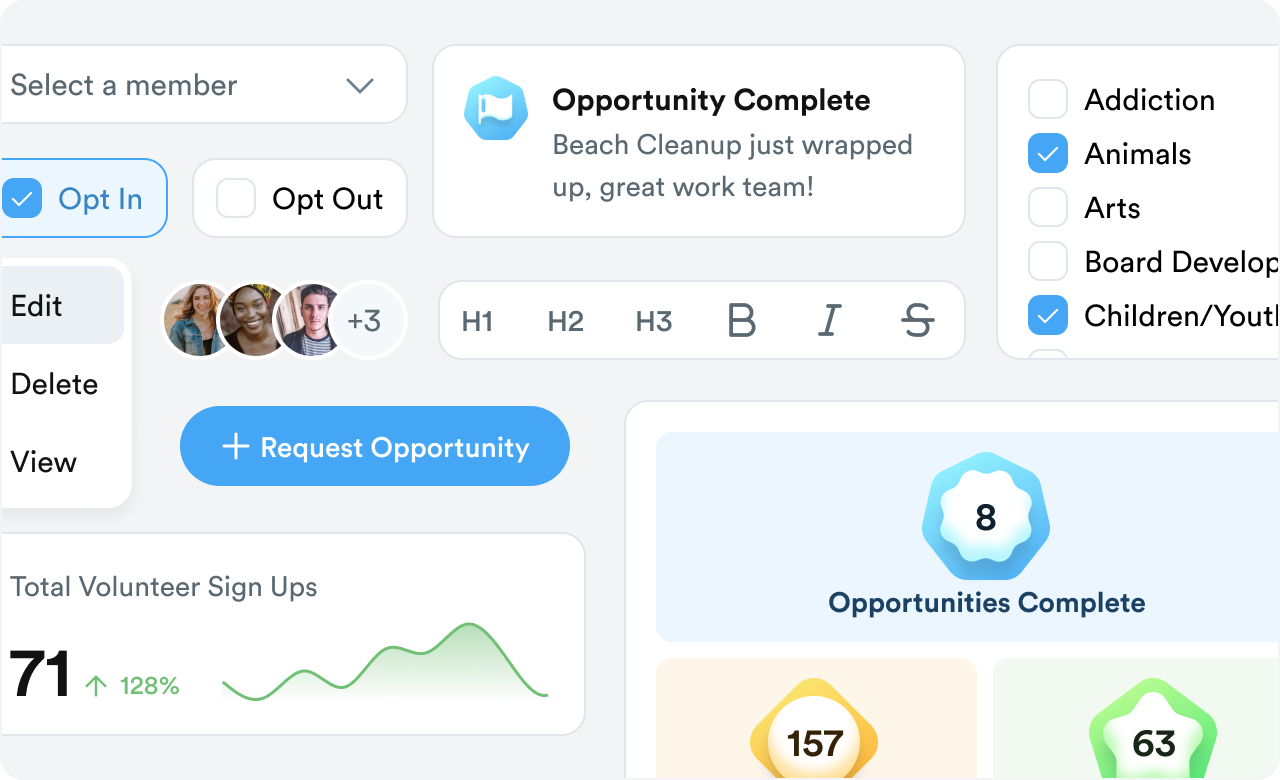 Select a member
Opt In
Opt Out
Opportunity Complete
Beach Cleanup just wrapped
up, great work team!
Addiction
Animals
Arts
Board Develop
Children/Yout
Edit
Delete
View
+3
H1 H2 H3 B I S
+ Request Opportunity
Total Volunteer Sign Ups
71 ↑ 128%
8
Opportunities Complete
157
63